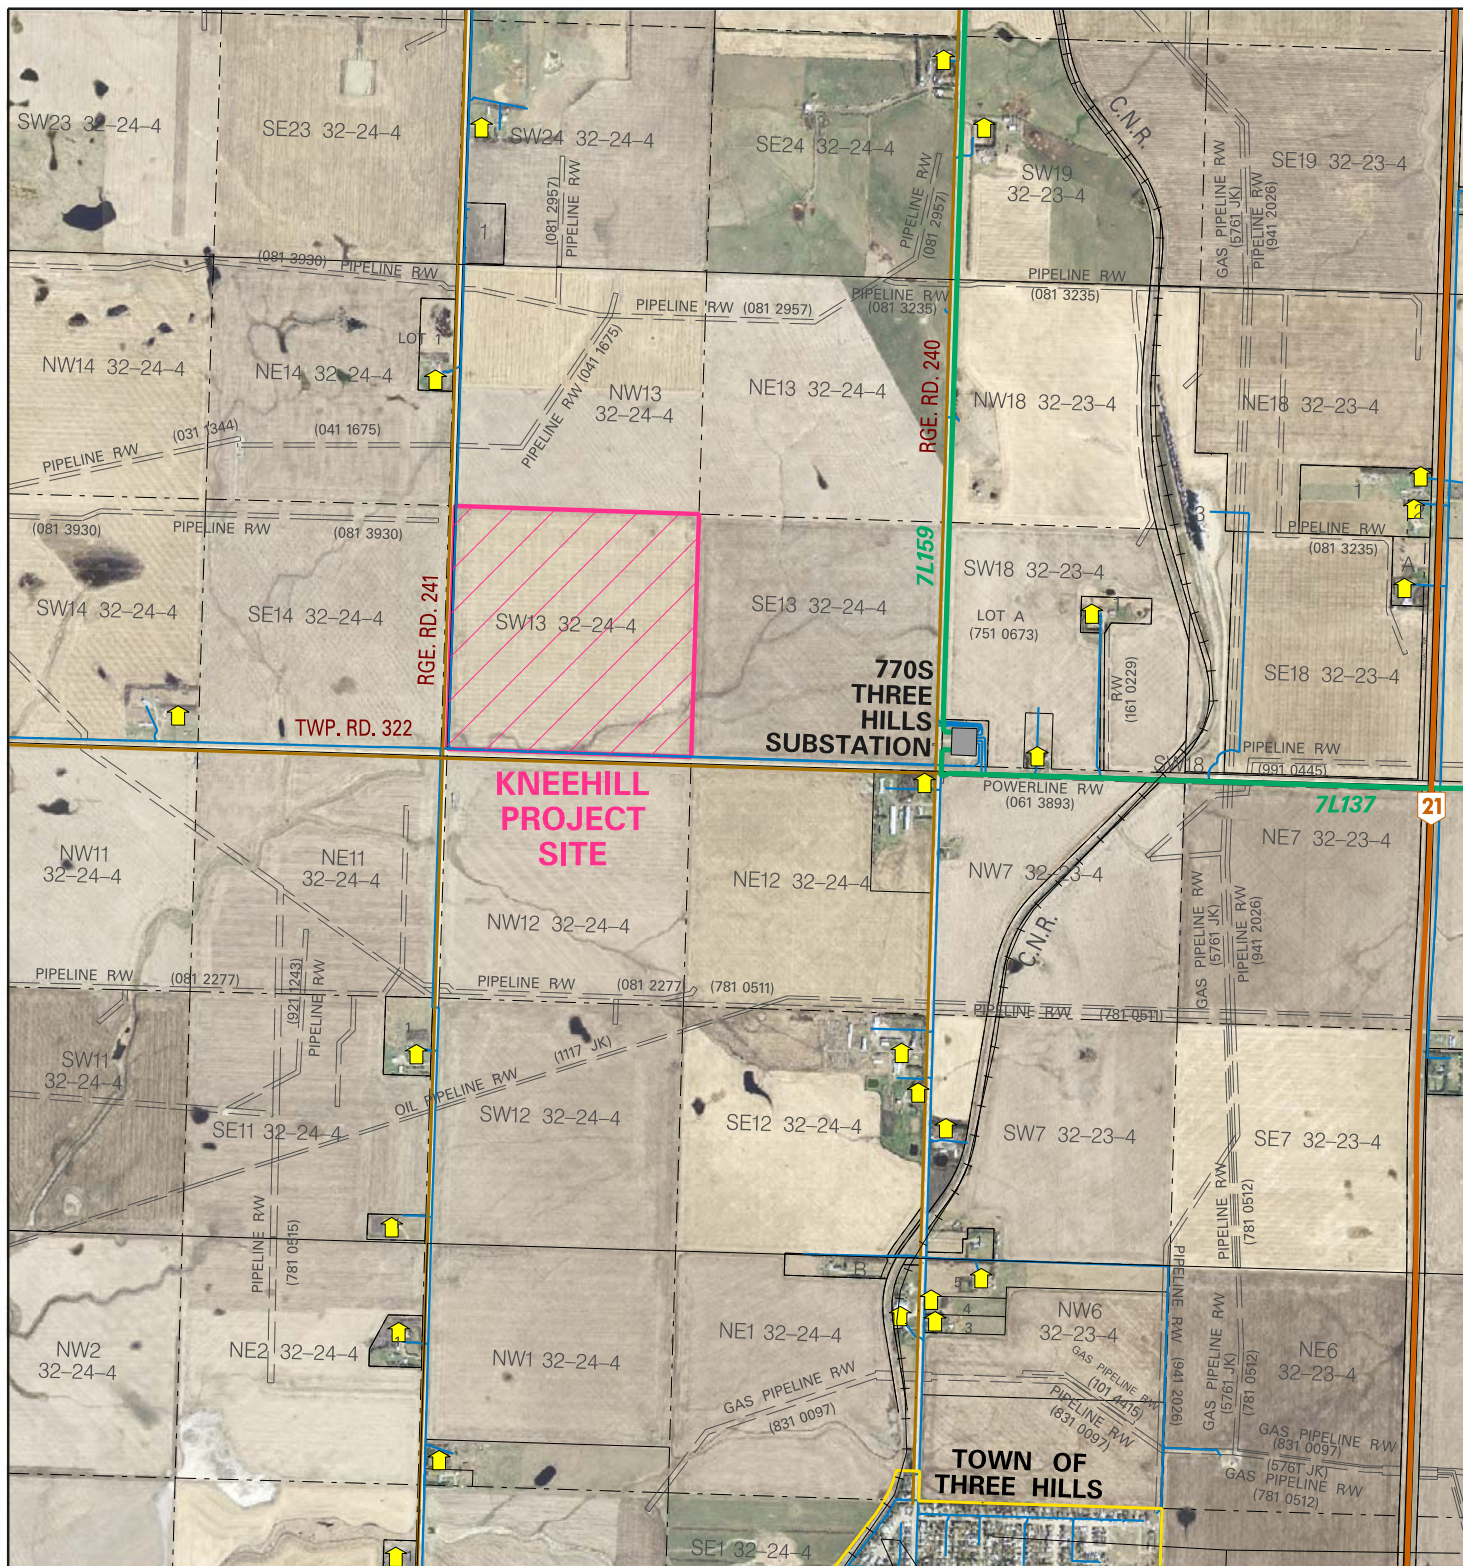 C.N.R.
SW23 32-24-4
SE23 32-24-4
SW24 32-24-4
SE24 32-24-4
SW19
32-23-4
SE19 32-23-4
GAS PIPELINE R/W
(5761 JK)
PIPELINE R/W
(941 2026)
(081 2957)
PIPELINE R/W
PIPELINE R/W
(081 2957)
1
(081 3930) PIPELINE R/W
PIPELINE R/W (081 2957)
PIPELINE R/W
(081 3235)
PIPELINE R/W
(081 3235)
LOT 1
NW14 32-24-4
NE14 32-24-4
PIPELINE R/W (041 1675)
NW13
32-24-4
NE13 32-24-4
RGE. RD. 240
NW18 32-23-4
NE18 32-23-4
PIPELINE R/W (031 1344)
(041 1675)
1
2
3
(081 3930)
PIPELINE R/W
(081 3930)
PIPELINE R/W
(081 3235)
A
SW14 32-24-4
SE14 32-24-4
RGE. RD. 241
SW13 32-24-4
SE13 32-24-4
7L159
SW18 32-23-4
LOT A
(751 0673)
R/W
(161 0229)
SE18 32-23-4
770S
THREE
HILLS
SUBSTATION
TWP. RD. 322
KNEEHILL
PROJECT
SITE
SW18
PIPELINE R/W
(991 0445)
POWERLINE R/W
(061 3893)
7L137
21
NW11
32-24-4
NE11
32-24-4
NW12 32-24-4
NE12 32-24-4
NW7 32-23-4
NE7 32-23-4
C.N.R.
GAS PIPELINE R/W
(5761 JK)
PIPELINE R/W
(941 2026)
PIPELINE R/W
(081 2277)
(921 1243)
PIPELINE R/W
PIPELINE R/W
(081 2277)
(781 0511)
PIPELINE R/W
(781 0511)
1
SW11
32-24-4
SE11 32-24-4
OIL PIPELINE R/W
(1117 JK)
SW12 32-24-4
SE12 32-24-4
SW7 32-23-4
SE7 32-23-4
PIPELINE R/W
(781 0515)
PIPELINE R/W
(781 0512)
B
5
4
3
NW2
32-24-4
NE2 32-24-4
NW1 32-24-4
NE1 32-24-4
NW6
32-23-4
NE6
32-23-4
PIPELINE R/W (941 2026)
GAS PIPELINE R/W
(5761 JK)
(781 0512)
GAS PIPELINE R/W
(831 0097)
GAS PIPELINE R/W
(101 4415)
PIPELINE R/W
(831 0097)
GAS PIPELINE R/W
(831 0097)
(5761 JK)
GAS PIPELINE R/W
(781 0512)
TOWN OF
THREE HILLS
SE1 32-24-4